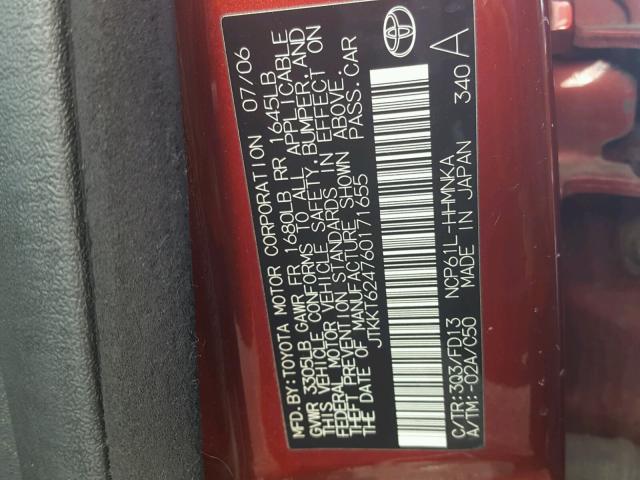 MFD.BY:TOYOTA MOTOR CORPORATION 07/06
GVWR 3305LB GAWR FR 1680LB RR 1645LB
THIS VEHICLE CONFORMS TO ALL APPLICABLE
FEDERAL MOTOR VEHICLE SAFETY,BUMPER,AND
THEFT PREVENTION STANDARDS IN EFFECT ON
THE DATE OF MANUFACTURE SHOWN ABOVE.
JTKKT624760171655 PASS.CAR
C/TR:3Q3/FD13 NCP61L-HHMNKA
A/TM:-02A/C50 MADE IN JAPAN 340 A